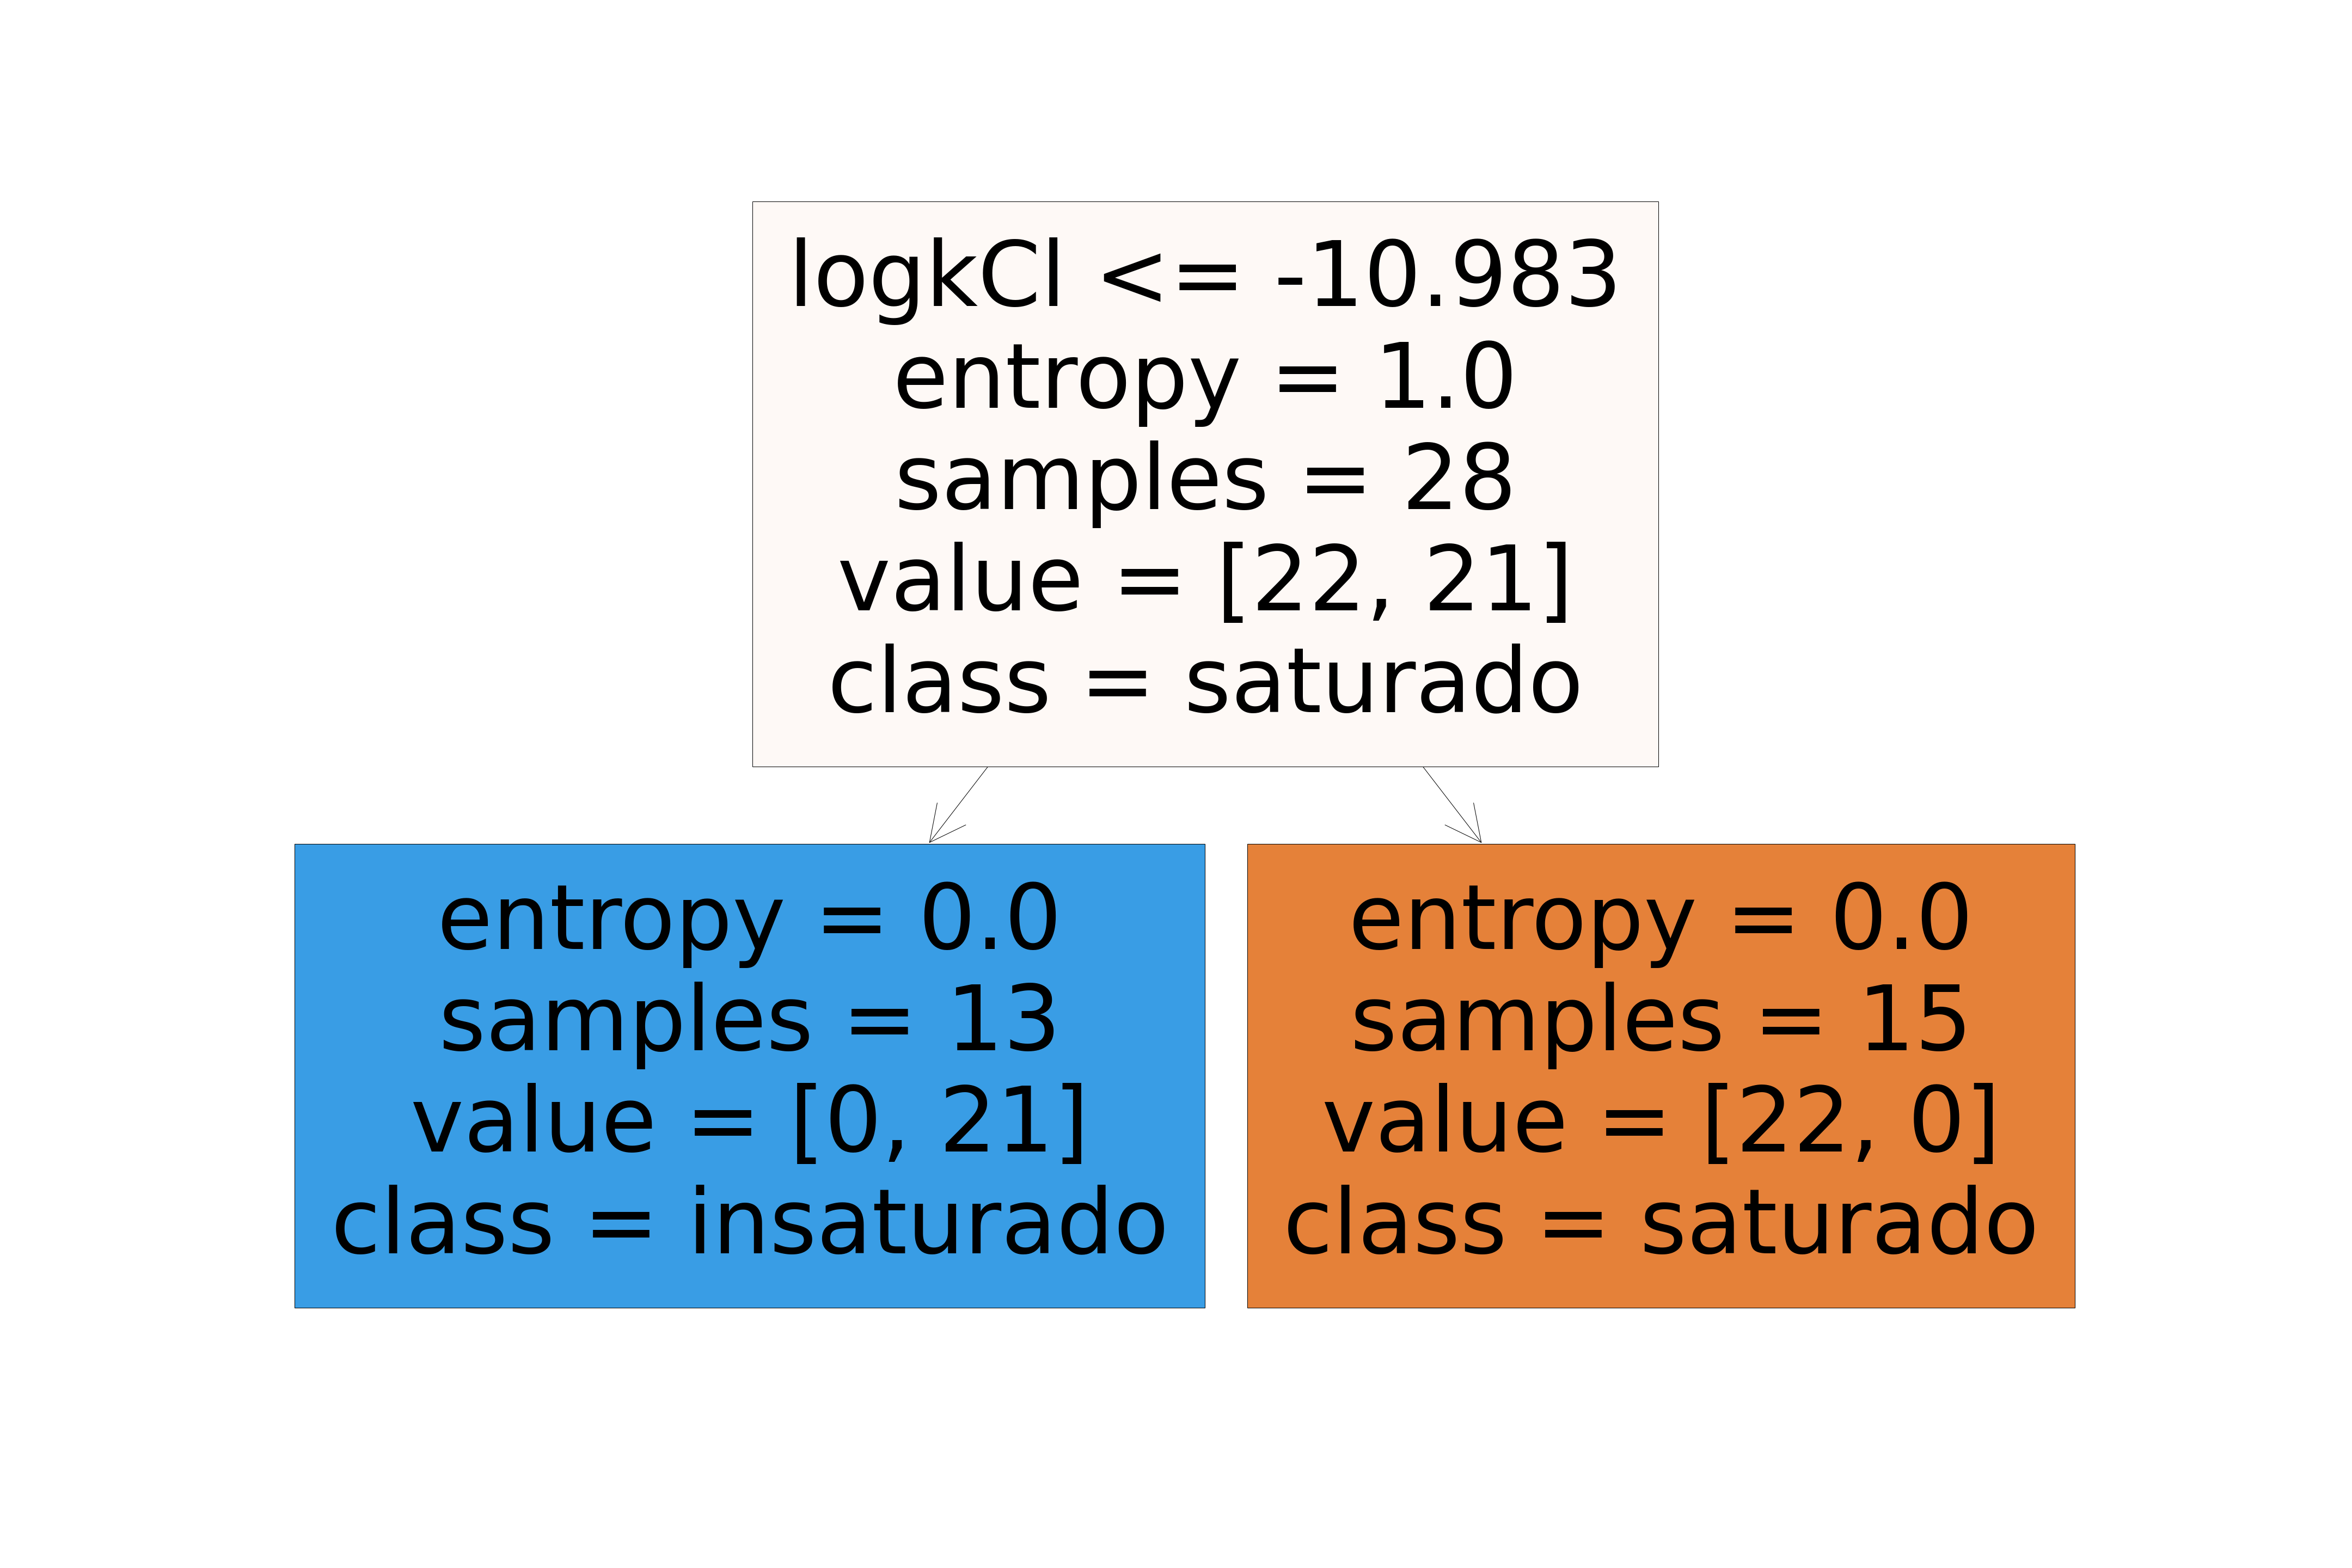 logkCl <= -10.983
entropy = 1.0
samples = 28
value = [22, 21]
class = saturado
entropy = 0.0
samples = 13
value = [0, 21]
class = insaturado
entropy = 0.0
samples = 15
value = [22, 0]
class = saturado